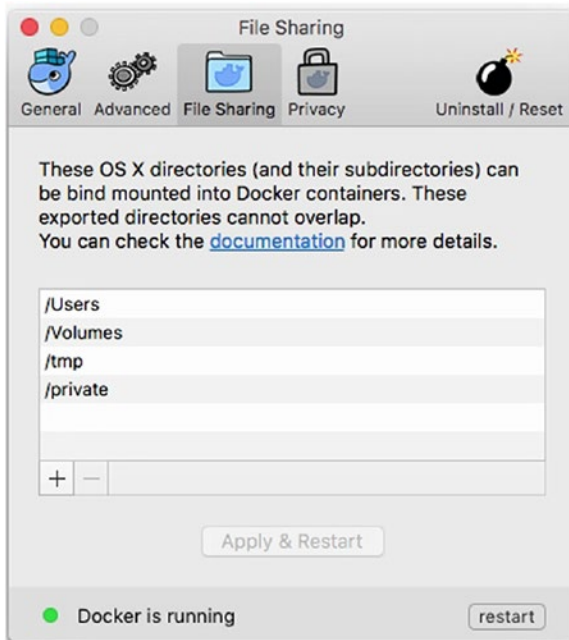 File Sharing
General Advanced File Sharing Privacy Uninstall / Reset
These OS X directories (and their subdirectories) can
be bind mounted into Docker containers. These
exported directories cannot overlap.
You can check the documentation for more details.
/Users
/Volumes
/tmp
/private
+ −
Apply & Restart
Docker is running restart